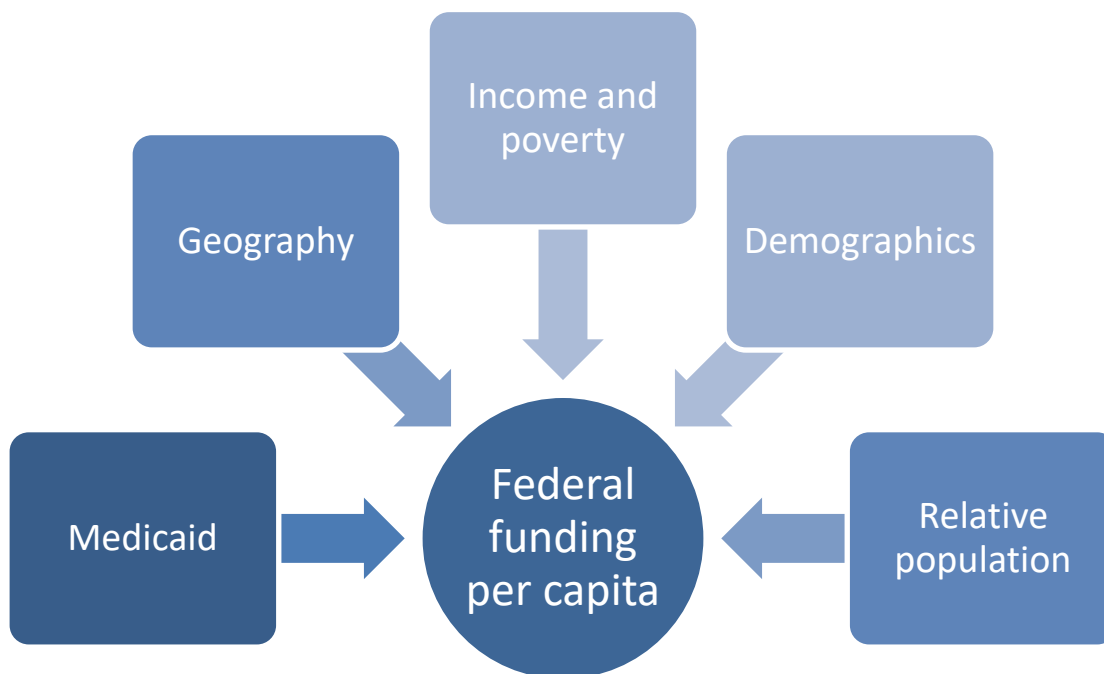 Income and
poverty
Geography
Demographics
Medicaid
Federal
funding
per capita
Relative
population